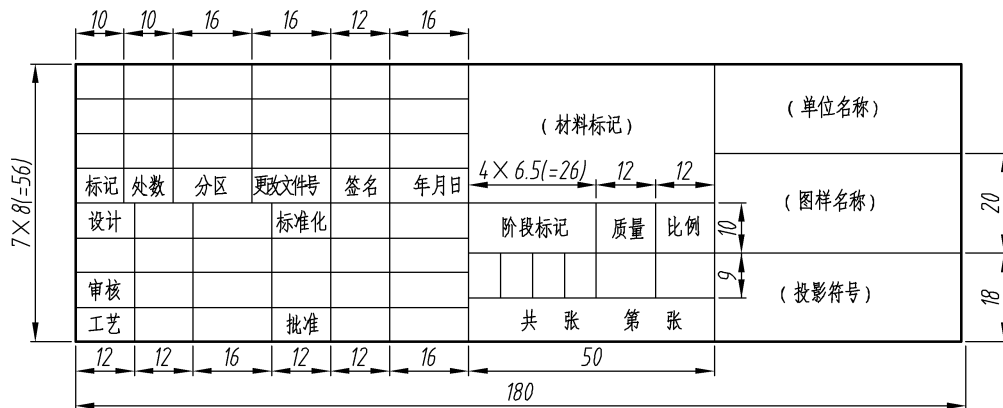 10 10 16 16 12 16
(单位名称)
(材料标记)
4×6.5(=26) 12 12
标记 处数 分区 更改文件号 签名 年月日
(图样名称)
20
7×8(=56)
设计 标准化 阶段标记 质量 比例 10
9
审核 (投影符号) 18
工艺 批准 共 张 第 张
12 12 16 12 12 16 50
180